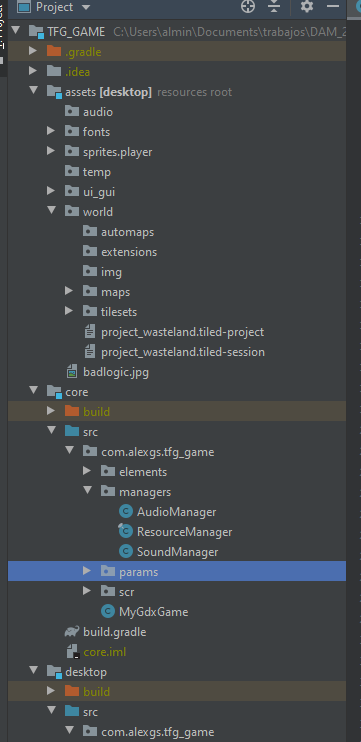 Project
Project
TFG_GAME C:\Users\almin\Documents\trabajos\DAM_2
.gradle
.idea
assets [desktop] resources root
audio
fonts
sprites.player
temp
ui_gui
world
automaps
extensions
img
maps
tilesets
project_wasteland.tiled-project
project_wasteland.tiled-session
badlogic.jpg
core
build
src
com.alexgs.tfg_game
elements
managers
AudioManager
ResourceManager
SoundManager
params
scr
MyGdxGame
build.gradle
core.iml
desktop
build
src
com.alexgs.tfg_game